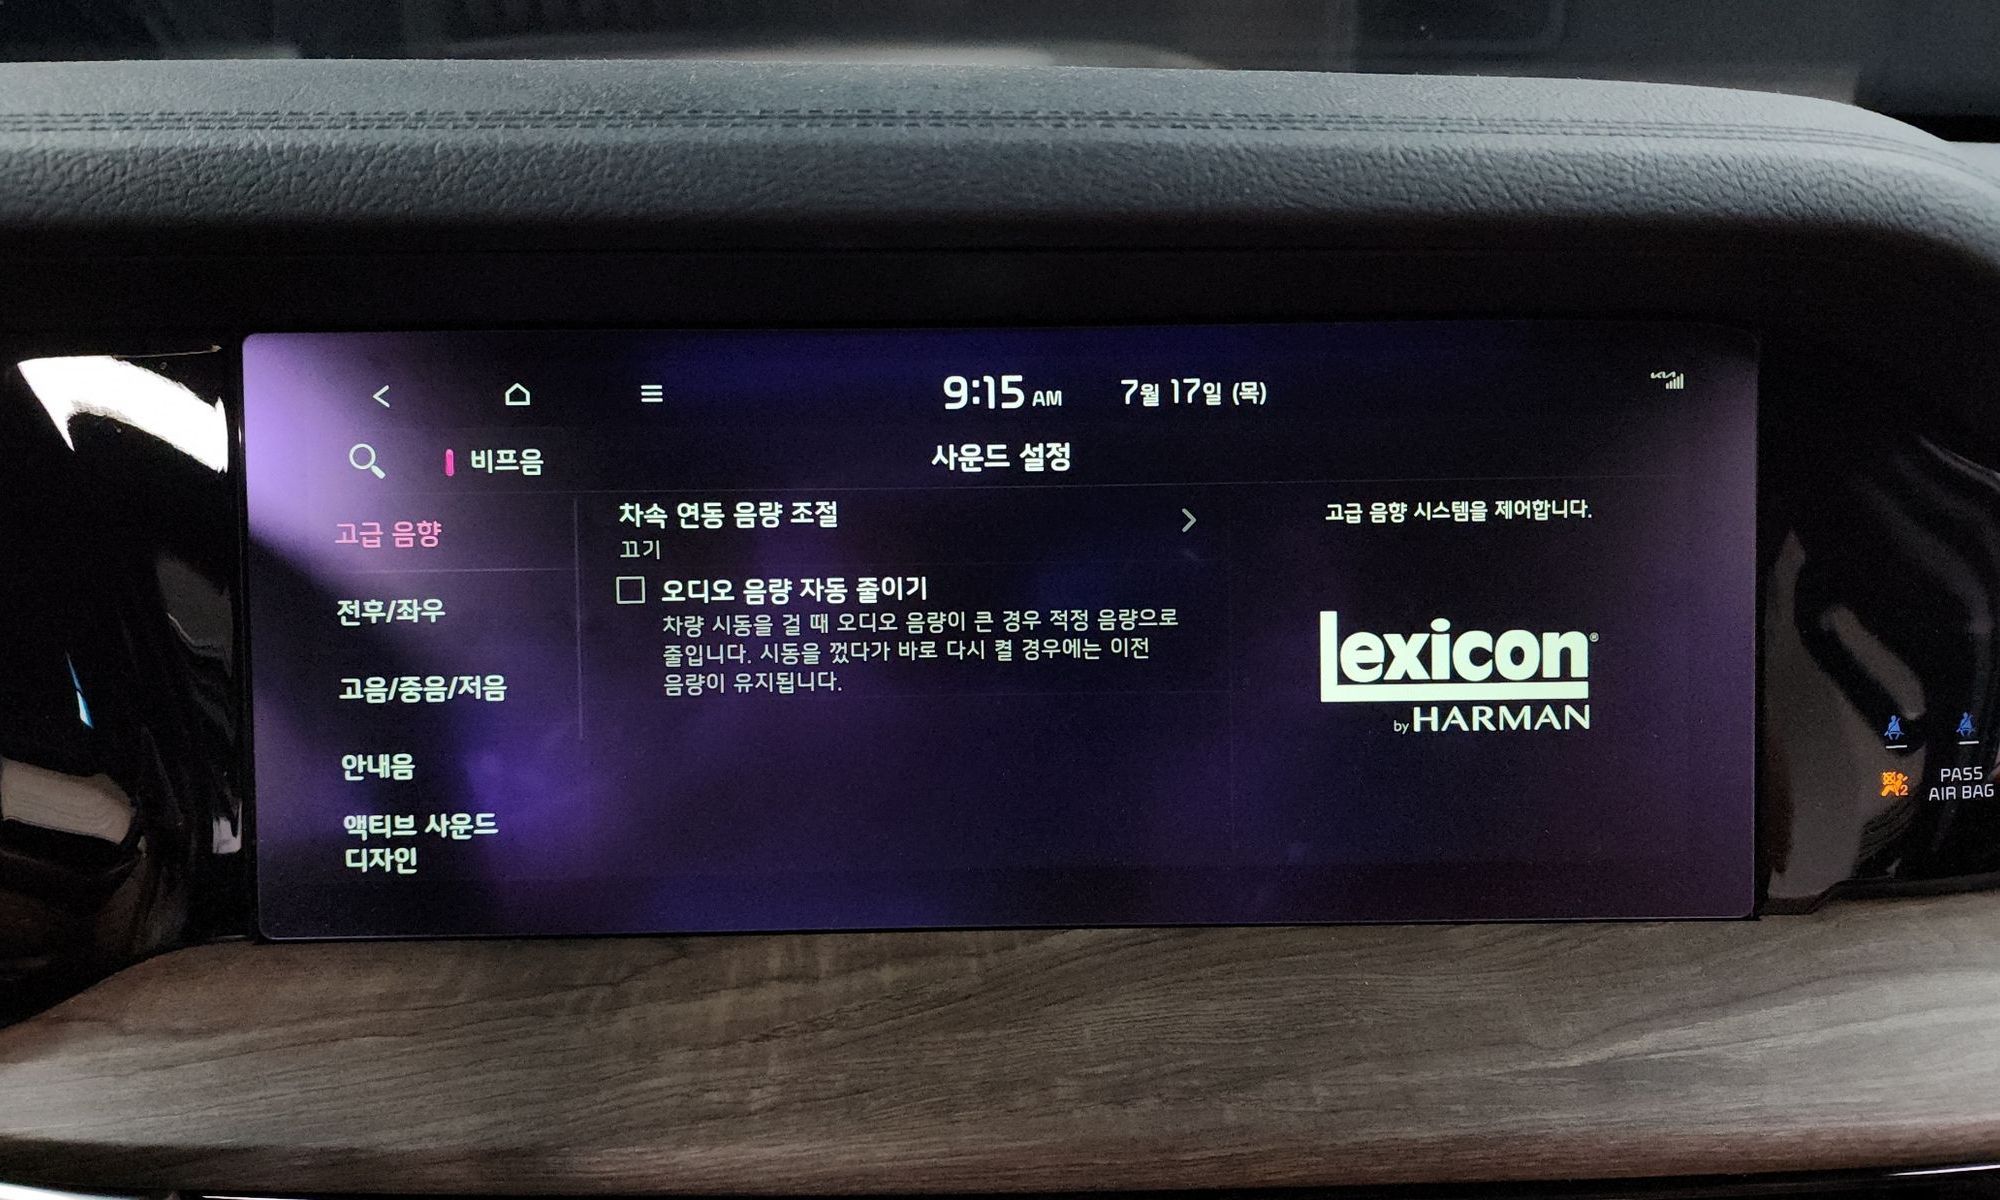 9:15 AM 7월 17일 (목)
KIA
비프음
사운드 설정
고급 음향
전후/좌우
고음/중음/저음
안내음
액티브 사운드
디자인
차속 연동 음량 조절
끄기
오디오 음량 자동 줄이기
차량 시동을 걸 때 오디오 음량이 큰 경우 적정 음량으로
줄입니다. 시동을 껐다가 바로 다시 켤 경우에는 이전
음량이 유지됩니다.
고급 음향 시스템을 제어합니다.
lexicon®
by HARMAN
2
PASS
AIR BAG